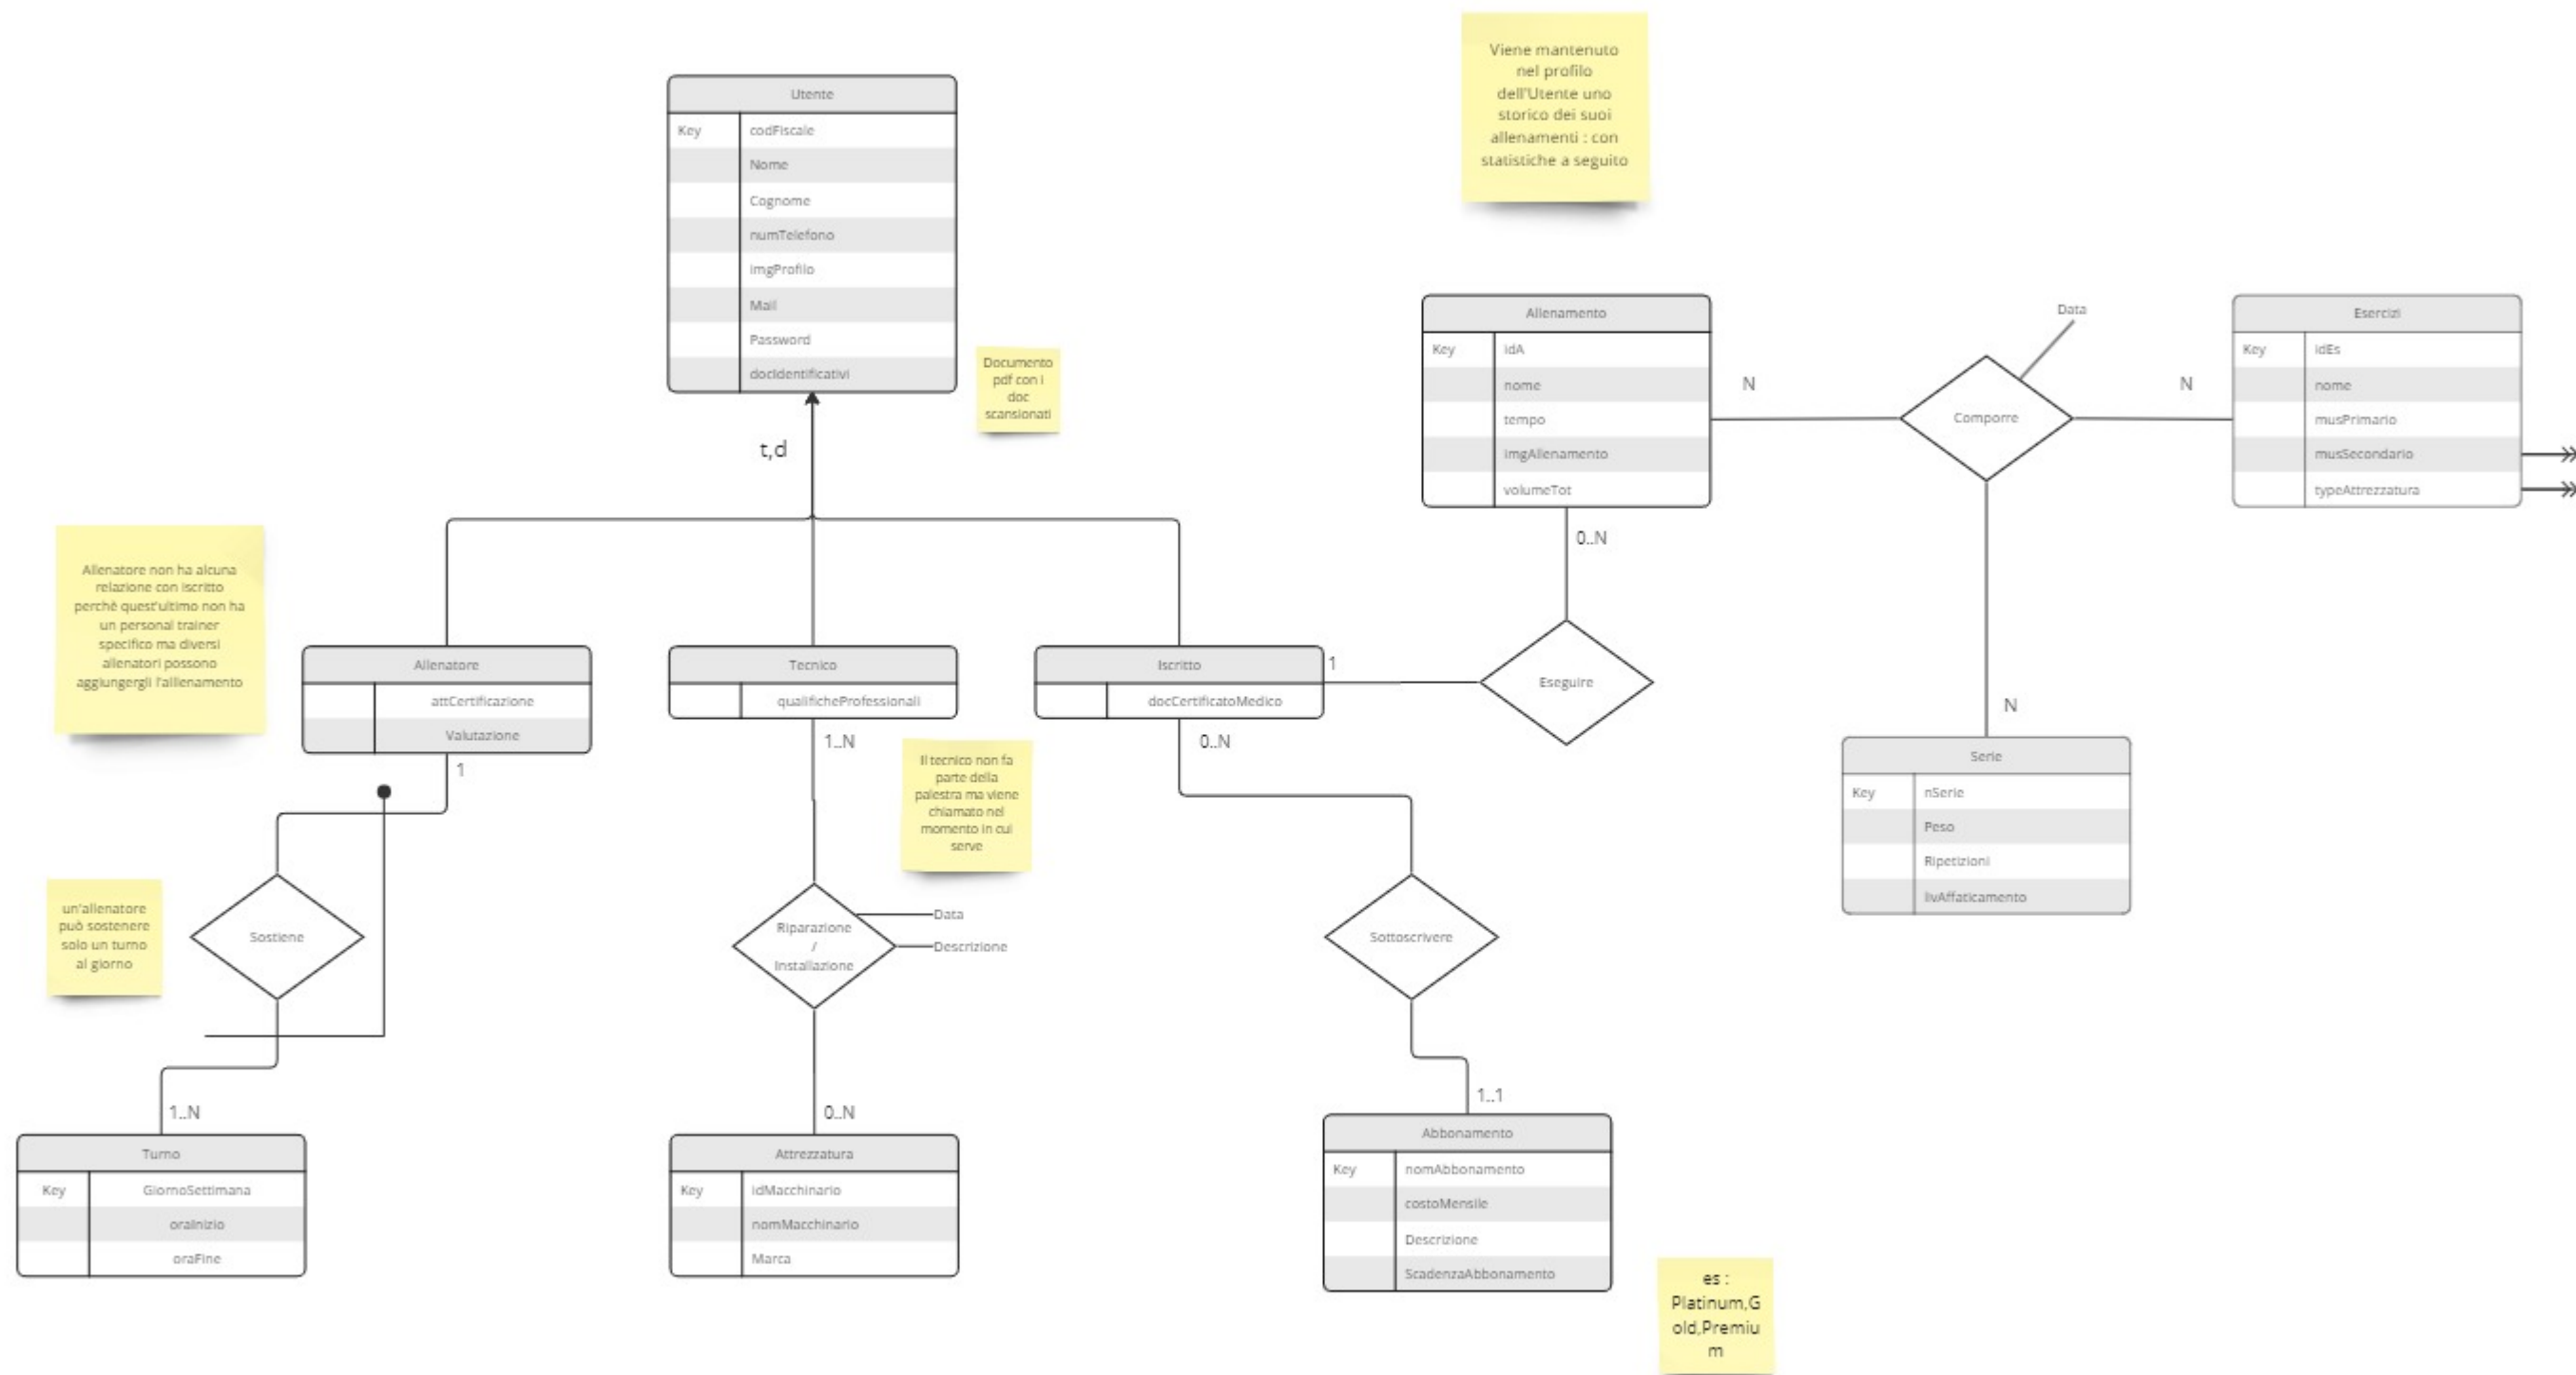 Viene mantenuto
nel profilo
dell'Utente uno
storico dei suoi
allenamenti : con
statistiche a seguito
Utente
Key
codFiscale
Nome
Cognome
numTelefono
imgProfilo
Mail
Password
docIdentificativi
Documento
pdf con i
doc
scansionati
t,d
Allenamento
Key
idA
nome
tempo
imgAllenamento
volumeTot
N
Comporre
Data
N
Esercizi
Key
idEs
nome
musPrimario
musSecondario
typeAttrezzatura
0..N
Allenatore non ha alcuna
relazione con iscritto
perchè quest'ultimo non ha
un personal trainer
specifico ma diversi
allenatori possono
aggiungergli l'alllenamento
Allenatore
attCertificazione
Valutazione
1
Tecnico
qualificheProfessionali
1..N
Iscritto
docCertificatoMedico
1
0..N
Eseguire
N
Serie
Key
nSerie
Peso
Ripetizioni
livAffaticamento
Il tecnico non fa
parte della
palestra ma viene
chiamato nel
momento in cui
serve
un'allenatore
può sostenere
solo un turno
al giorno
Sostiene
Riparazione
/
Installazione
Data
Descrizione
Sottoscrivere
1..N
0..N
1..1
Turno
Key
GiornoSettimana
oraInizio
oraFine
Attrezzatura
Key
idMacchinario
nomMacchinario
Marca
Abbonamento
Key
nomAbbonamento
costoMensile
Descrizione
ScadenzaAbbonamento
es :
Platinum,G
old,Premiu
m